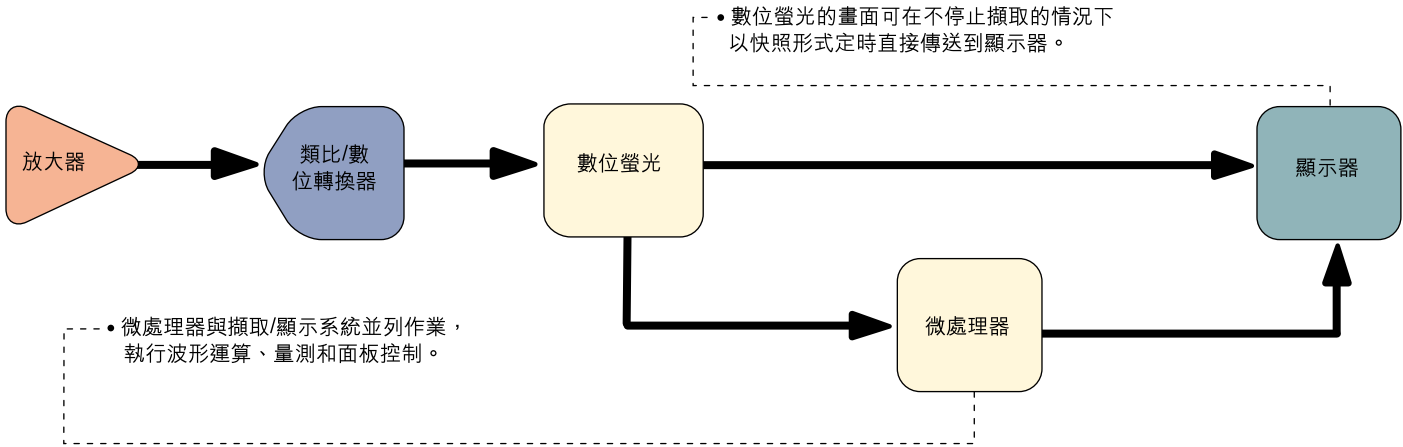 • 數位螢光的畫面可在不停止擷取的情況下
以快照形式定時直接傳送到顯示器。
放大器
類比/數
位轉換器
數位螢光
顯示器
微處理器
• 微處理器與擷取/顯示系統並列作業，
執行波形運算、量測和面板控制。